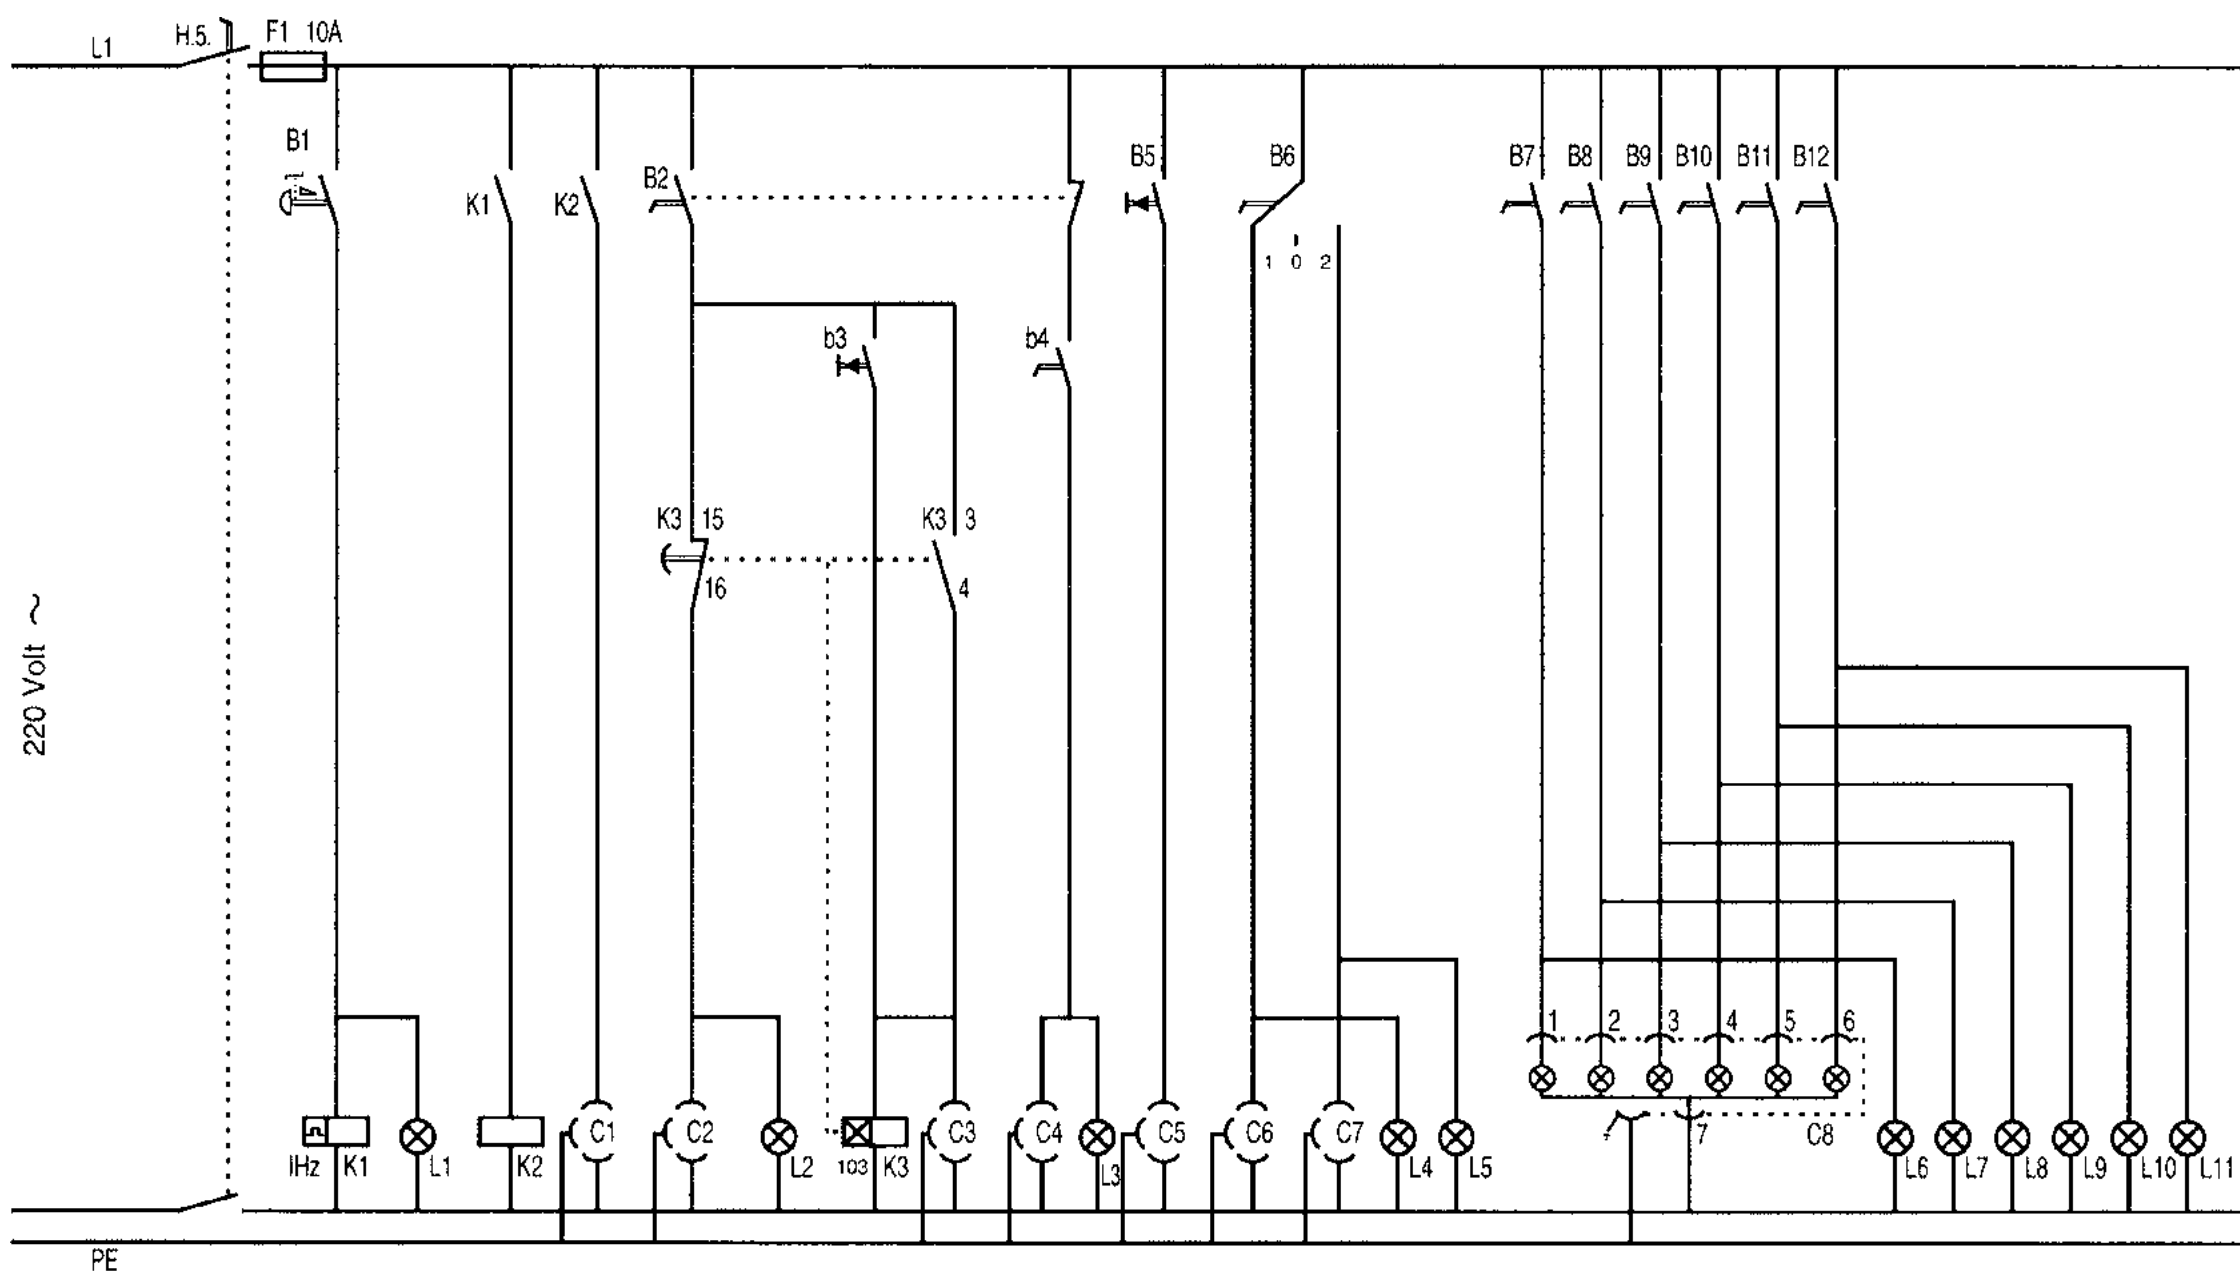 L1 H.5. F1 10A
B1
K1 K2 B2 B5 B6 B7 B8 B9 B10 B11 B12
1 0 2
b3 b4
K3 15 K3 3
16 4
220 Volt ~
1 2 3 4 5 6
C1 C2 C3 C4 C5 C6 C7 7 C8
IHz K1 L1 K2 L2 103 K3 L3 L4 L5 L6 L7 L8 L9 L10 L11
PE